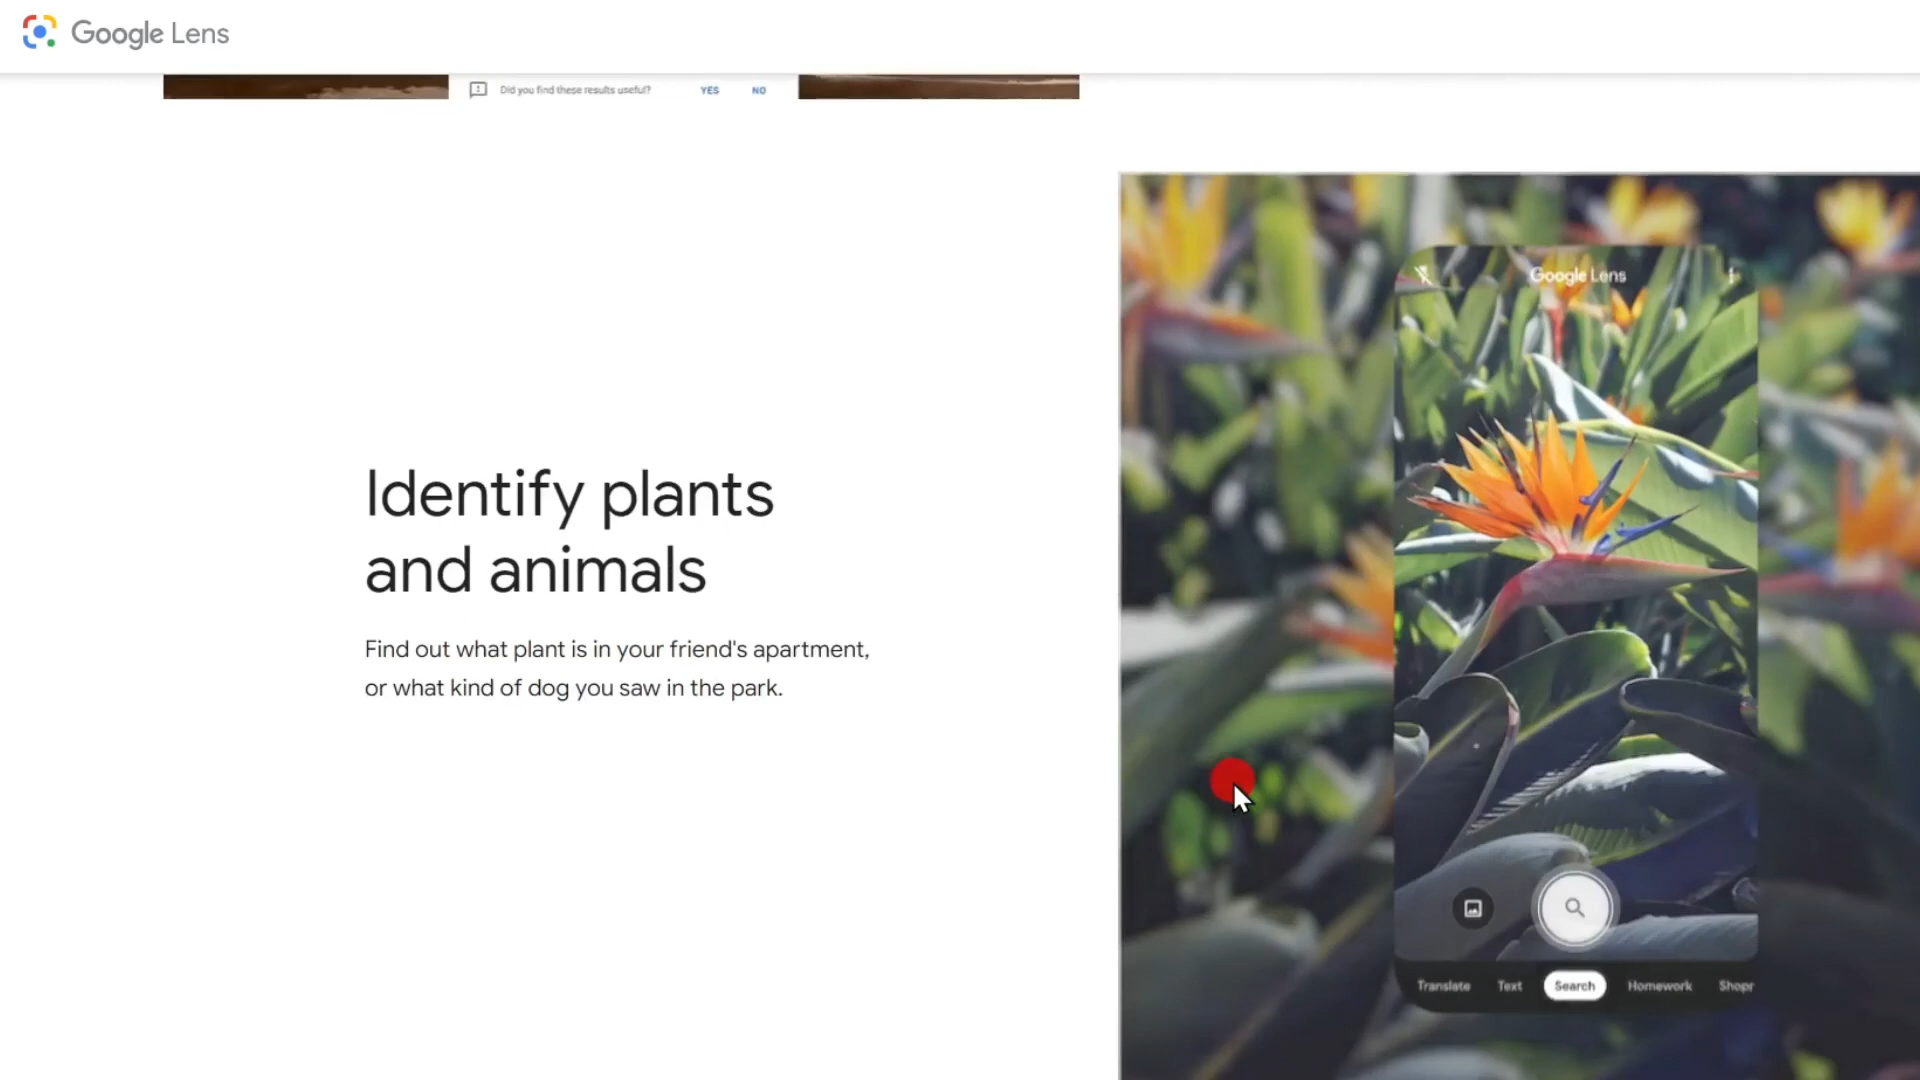 Google Lens
Did you find these results useful? YES NO
Google Lens
Identify plants
and animals
Find out what plant is in your friend's apartment,
or what kind of dog you saw in the park.
Translate Text Search Homework Shopp